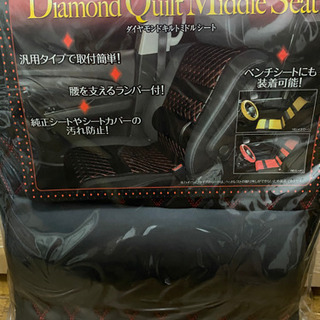 Diamond Quilt Middle Seat
ダイヤモンドキルトミドルシート
汎用タイプで取付簡単!
腰を支えるランバー付!
純正シートやシートカバーの
汚れ防止!
ベンチシートにも
装着可能!